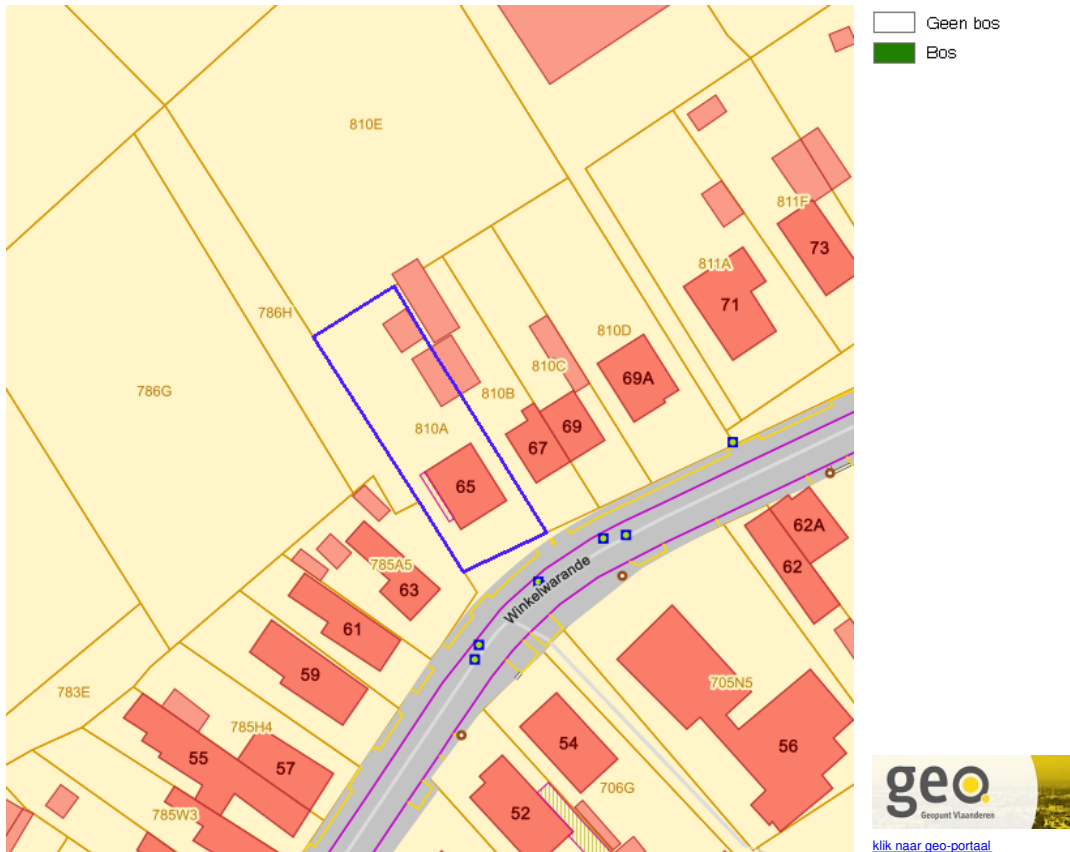 Geen bos
Bos
810E
811F
73
786H
811A
71
810D
810C
69A
786G
810B
810A
69
67
65
62A
62
Winkelwarande
785A5
63
61
59
705N5
783E
785H4
54
56
55
57
706G
785W3
52
geo
Geopunt Vlaanderen
klik naar geo-portaal